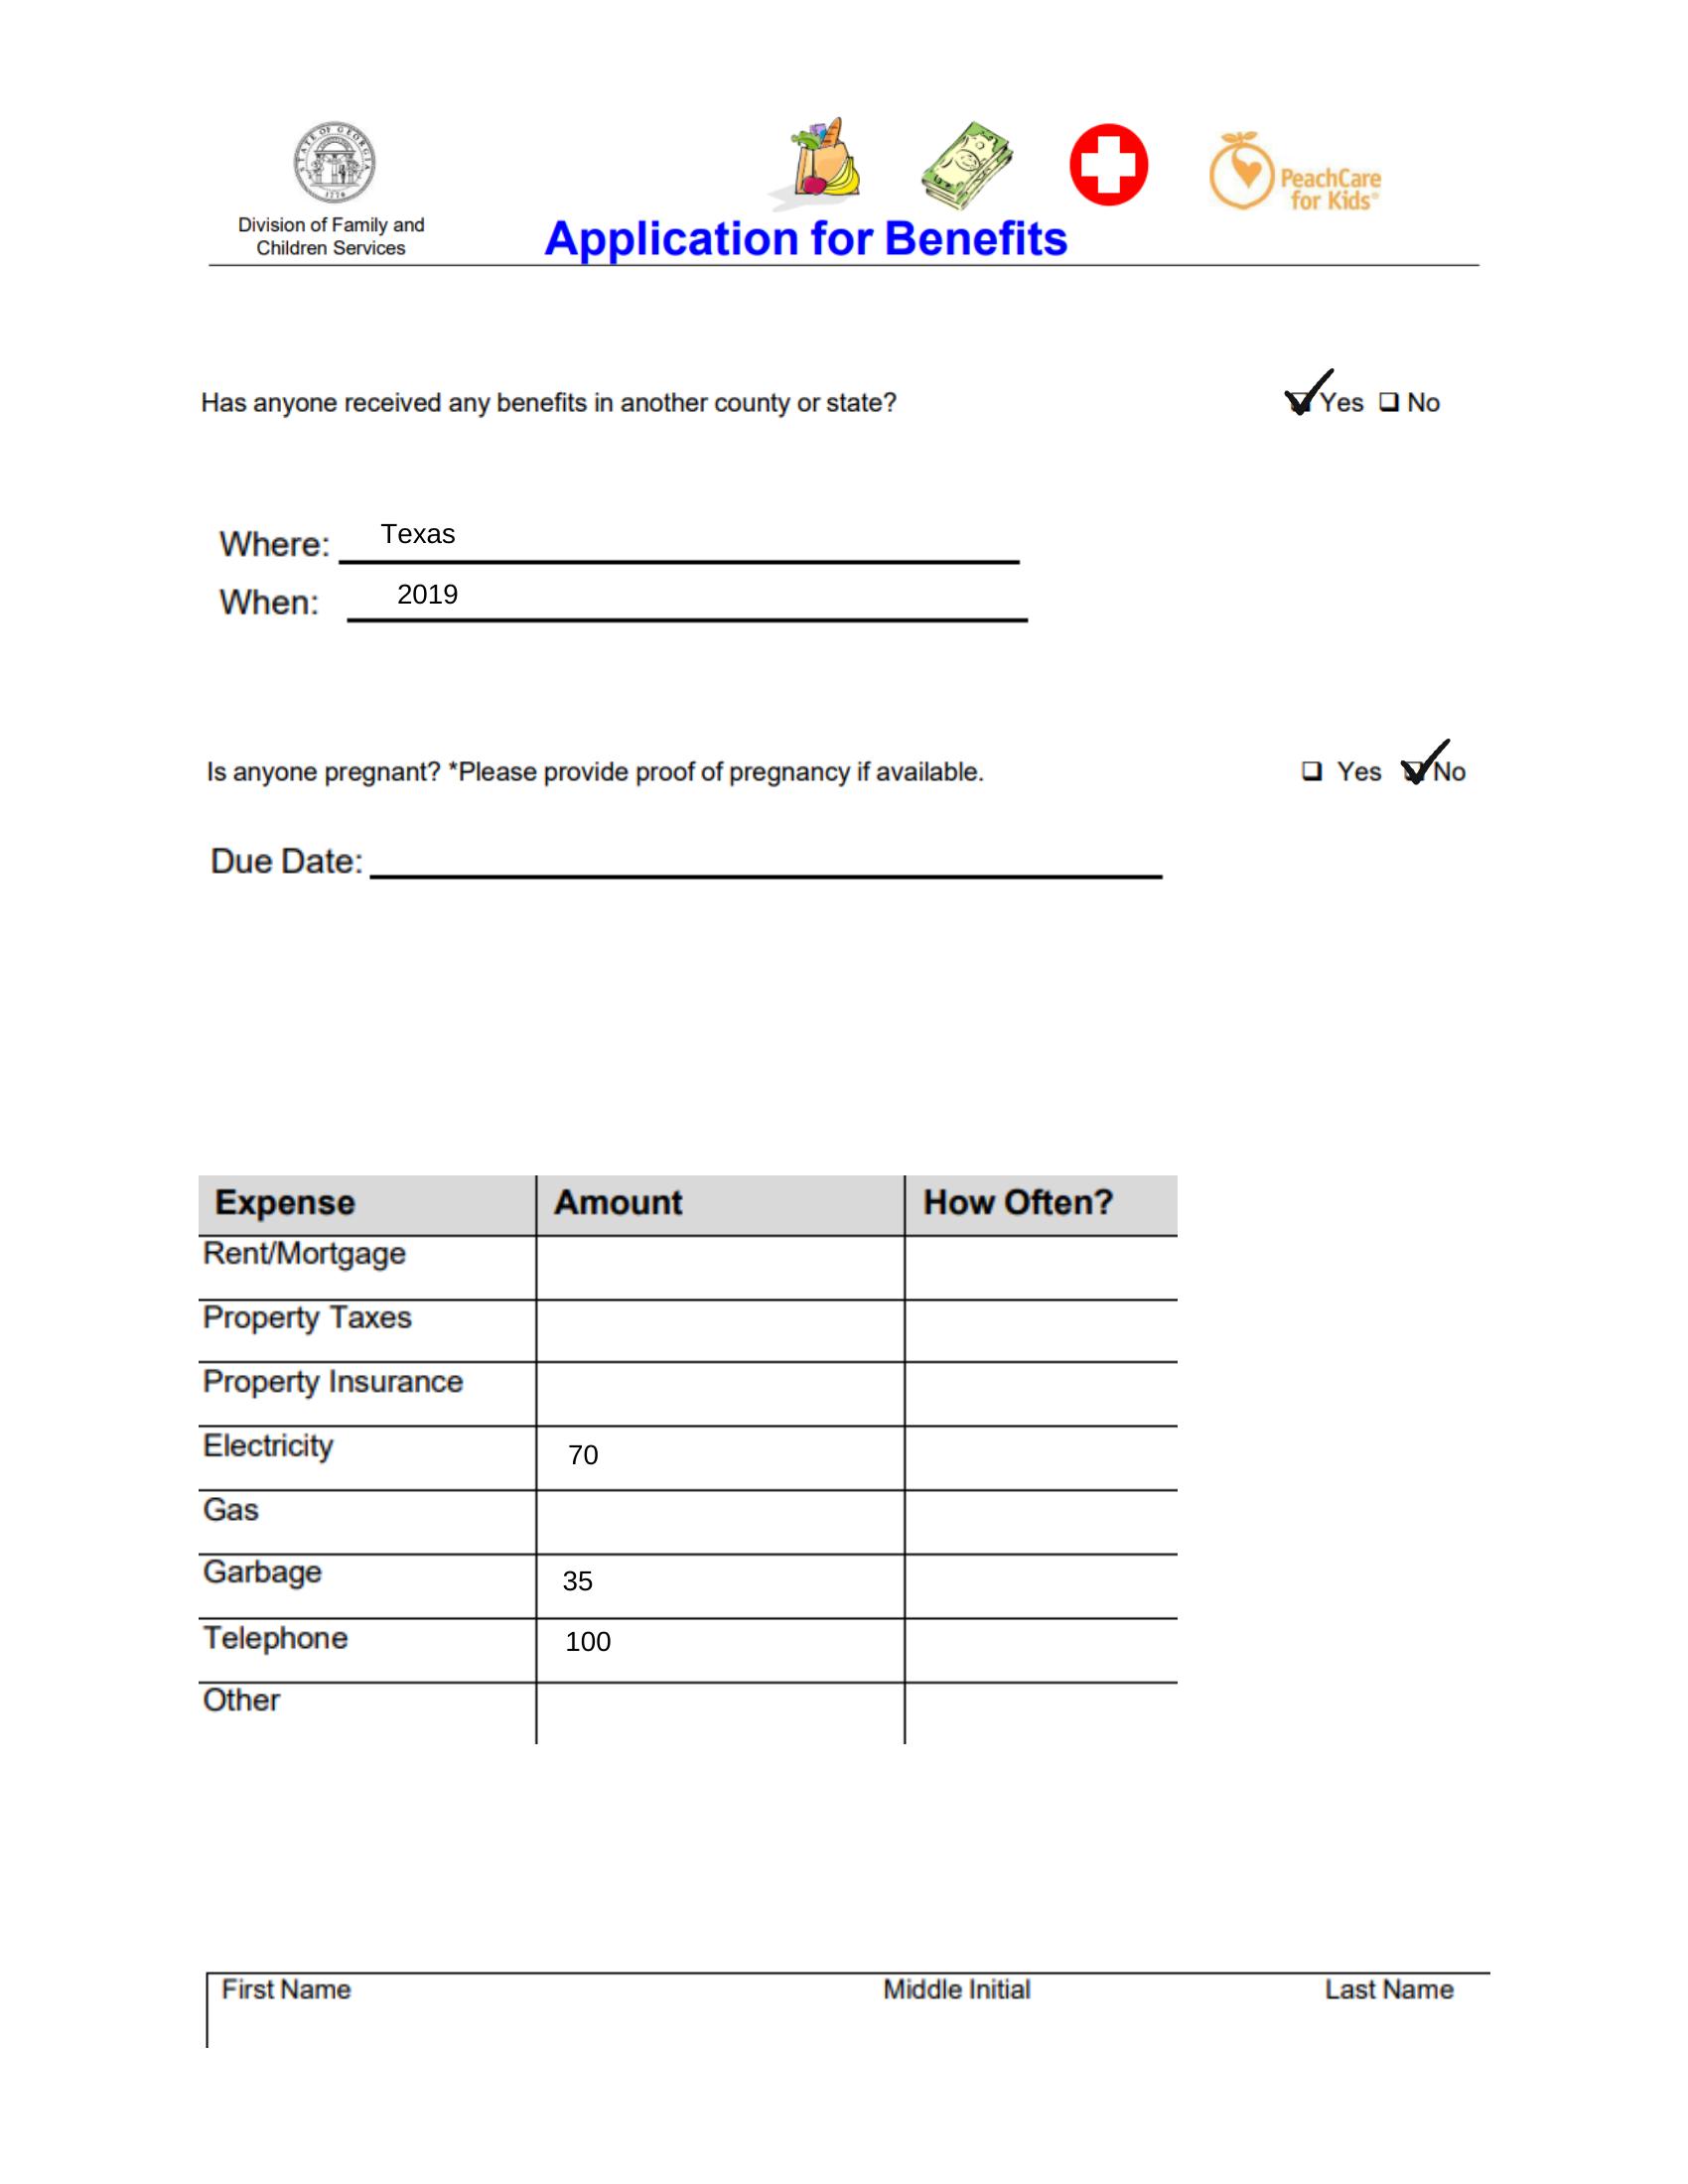 STATE OF GEORGIA
1776
PeachCare
for Kids®
Division of Family and
Children Services
Application for Benefits
Has anyone received any benefits in another county or state? ❑ Yes ❑ No
Where: Texas
When: 2019
Is anyone pregnant? *Please provide proof of pregnancy if available. ❑ Yes ❑ No
Due Date:
Expense Amount How Often?
Rent/Mortgage
Property Taxes
Property Insurance
Electricity 70
Gas
Garbage 35
Telephone 100
Other
First Name Middle Initial Last Name